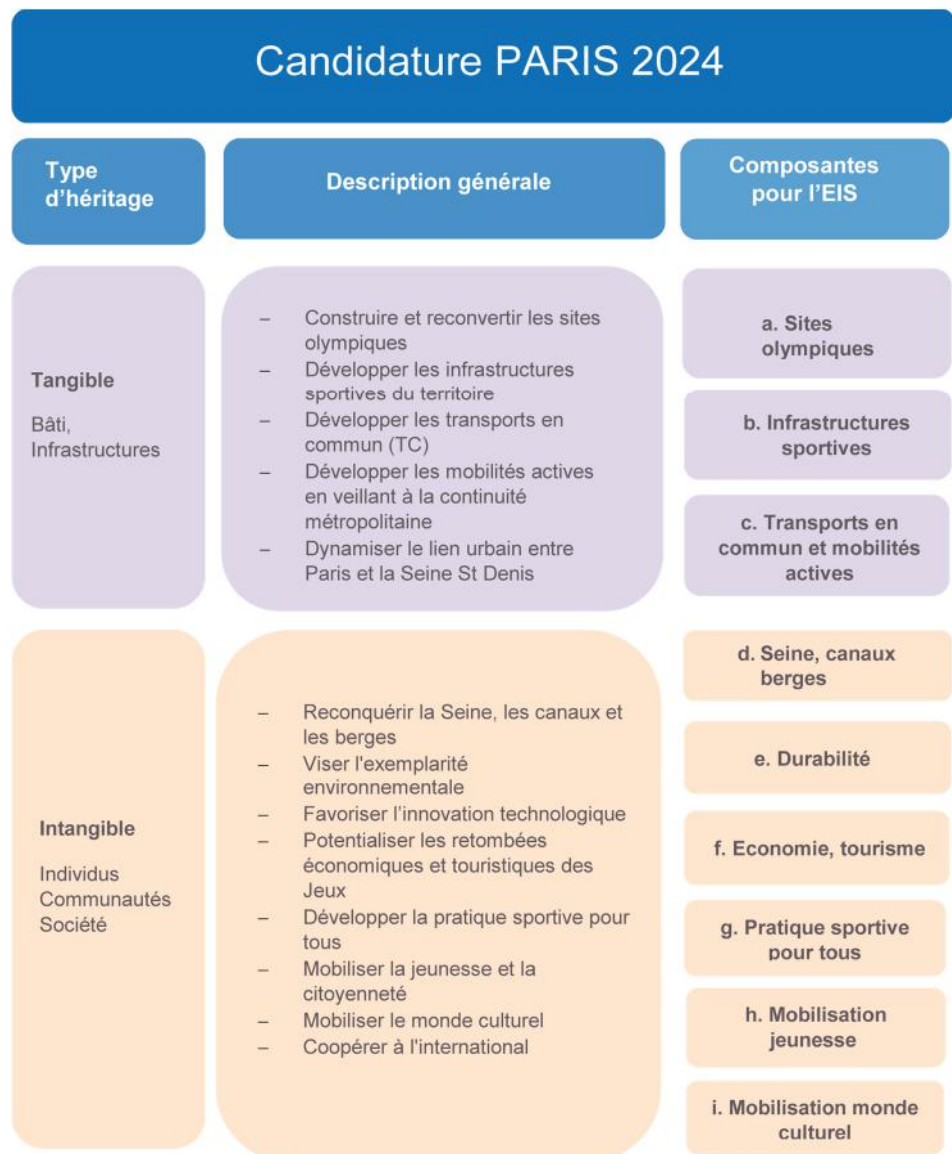 Candidature PARIS 2024
Type
d’héritage
Description générale
Composantes
pour l’EIS
Tangible
Bâti,
Infrastructures
– Construire et reconvertir les sites
olympiques
– Développer les infrastructures
sportives du territoire
– Développer les transports en
commun (TC)
– Développer les mobilités actives
en veillant à la continuité
métropolitaine
– Dynamiser le lien urbain entre
Paris et la Seine St Denis
a. Sites
olympiques
b. Infrastructures
sportives
c. Transports en
commun et mobilités
actives
Intangible
Individus
Communautés
Société
– Reconquérir la Seine, les canaux et
les berges
– Viser l'exemplarité
environnementale
– Favoriser l’innovation technologique
– Potentialiser les retombées
économiques et touristiques des
Jeux
– Développer la pratique sportive pour
tous
– Mobiliser la jeunesse et la
citoyenneté
– Mobiliser le monde culturel
– Coopérer à l'international
d. Seine, canaux
berges
e. Durabilité
f. Economie, tourisme
g. Pratique sportive
pour tous
h. Mobilisation
jeunesse
i. Mobilisation monde
culturel